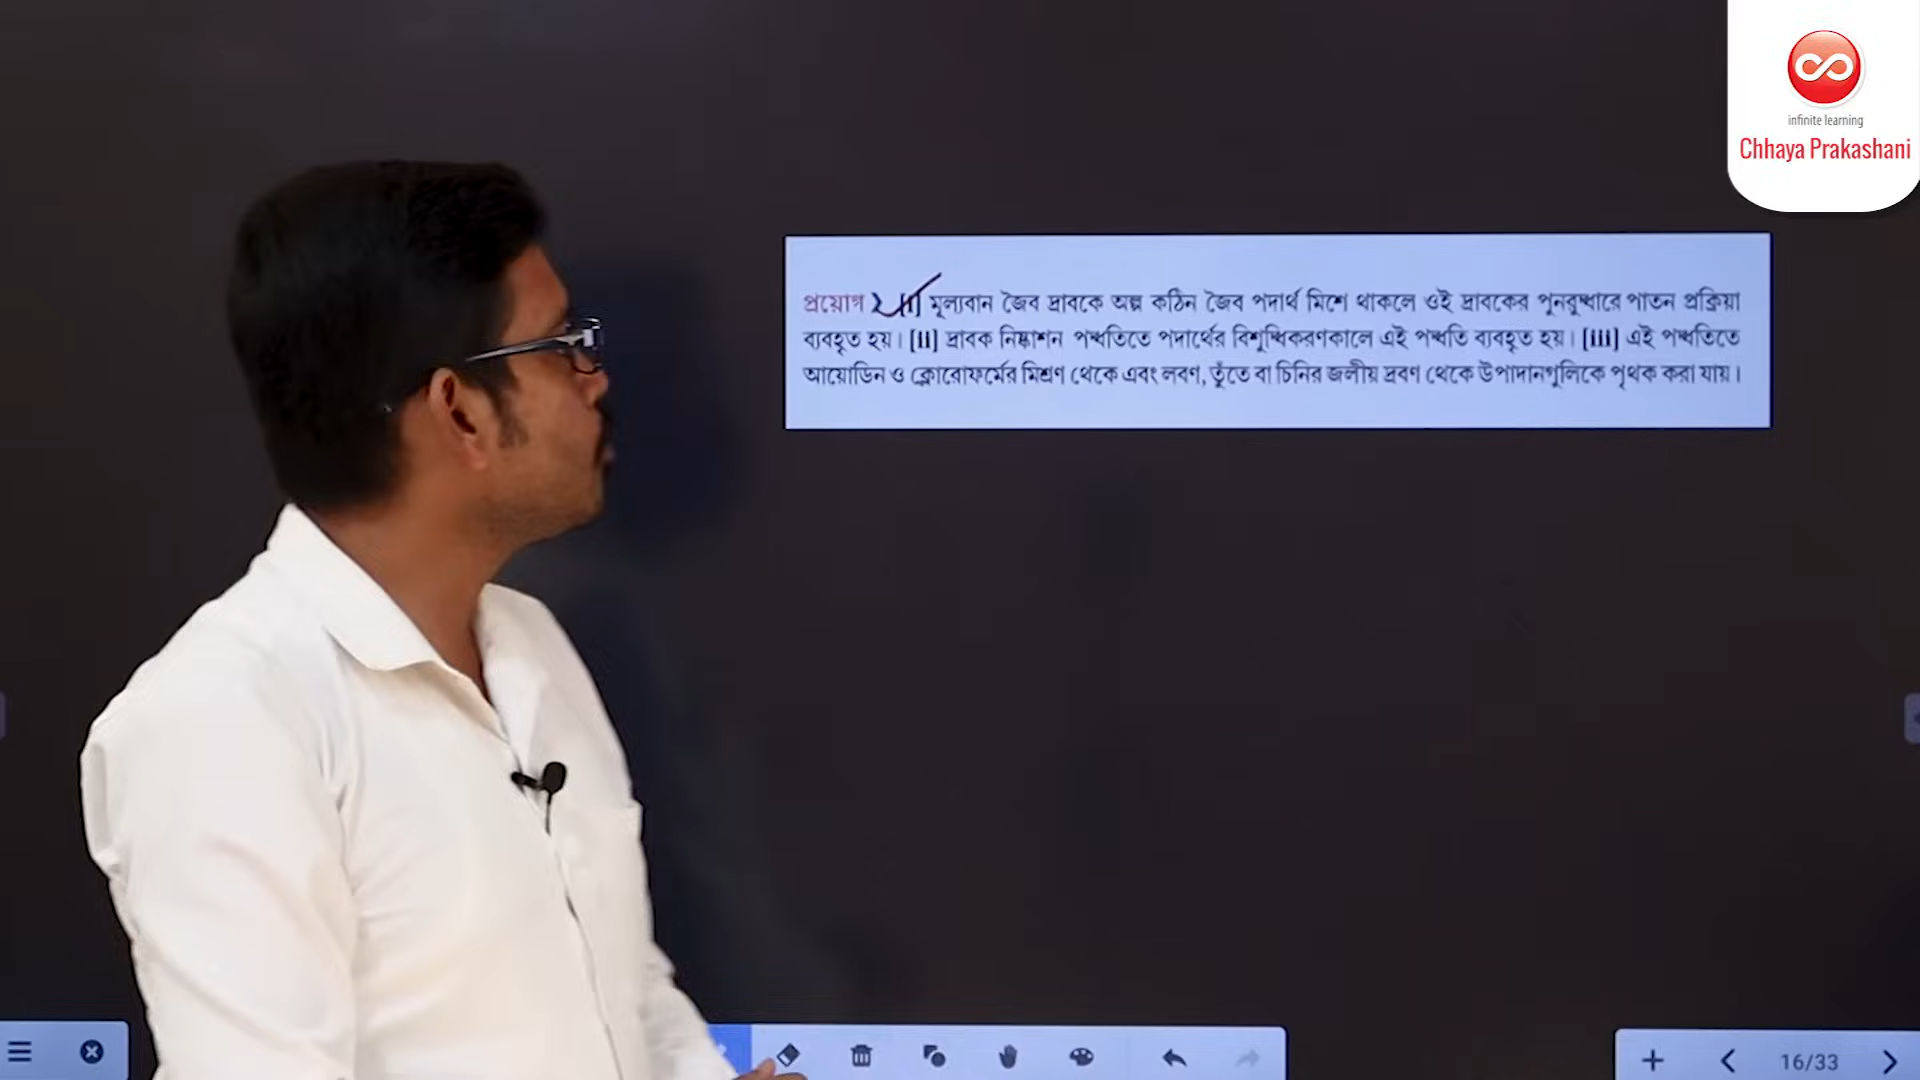 infinite learning
Chhaya Prakashani
প্রয়োগ [i] মূল্যবান জৈব দ্রাবকে অল্প কঠিন জৈব পদার্থ মিশে থাকলে ওই দ্রাবকের পুনরুদ্ধারে পাতন প্রক্রিয়া
ব্যবহৃত হয়। [ii] দ্রাবক নিষ্কাশন পদ্ধতিতে পদার্থের বিশুদ্ধিকরণকালে এই পদ্ধতি ব্যবহৃত হয়। [iii] এই পদ্ধতিতে
আয়োডিন ও ক্লোরোফর্মের মিশ্রণ থেকে এবং লবণ, তুঁতে বা চিনির জলীয় দ্রবণ থেকে উপাদানগুলিকে পৃথক করা যায়।
16/33